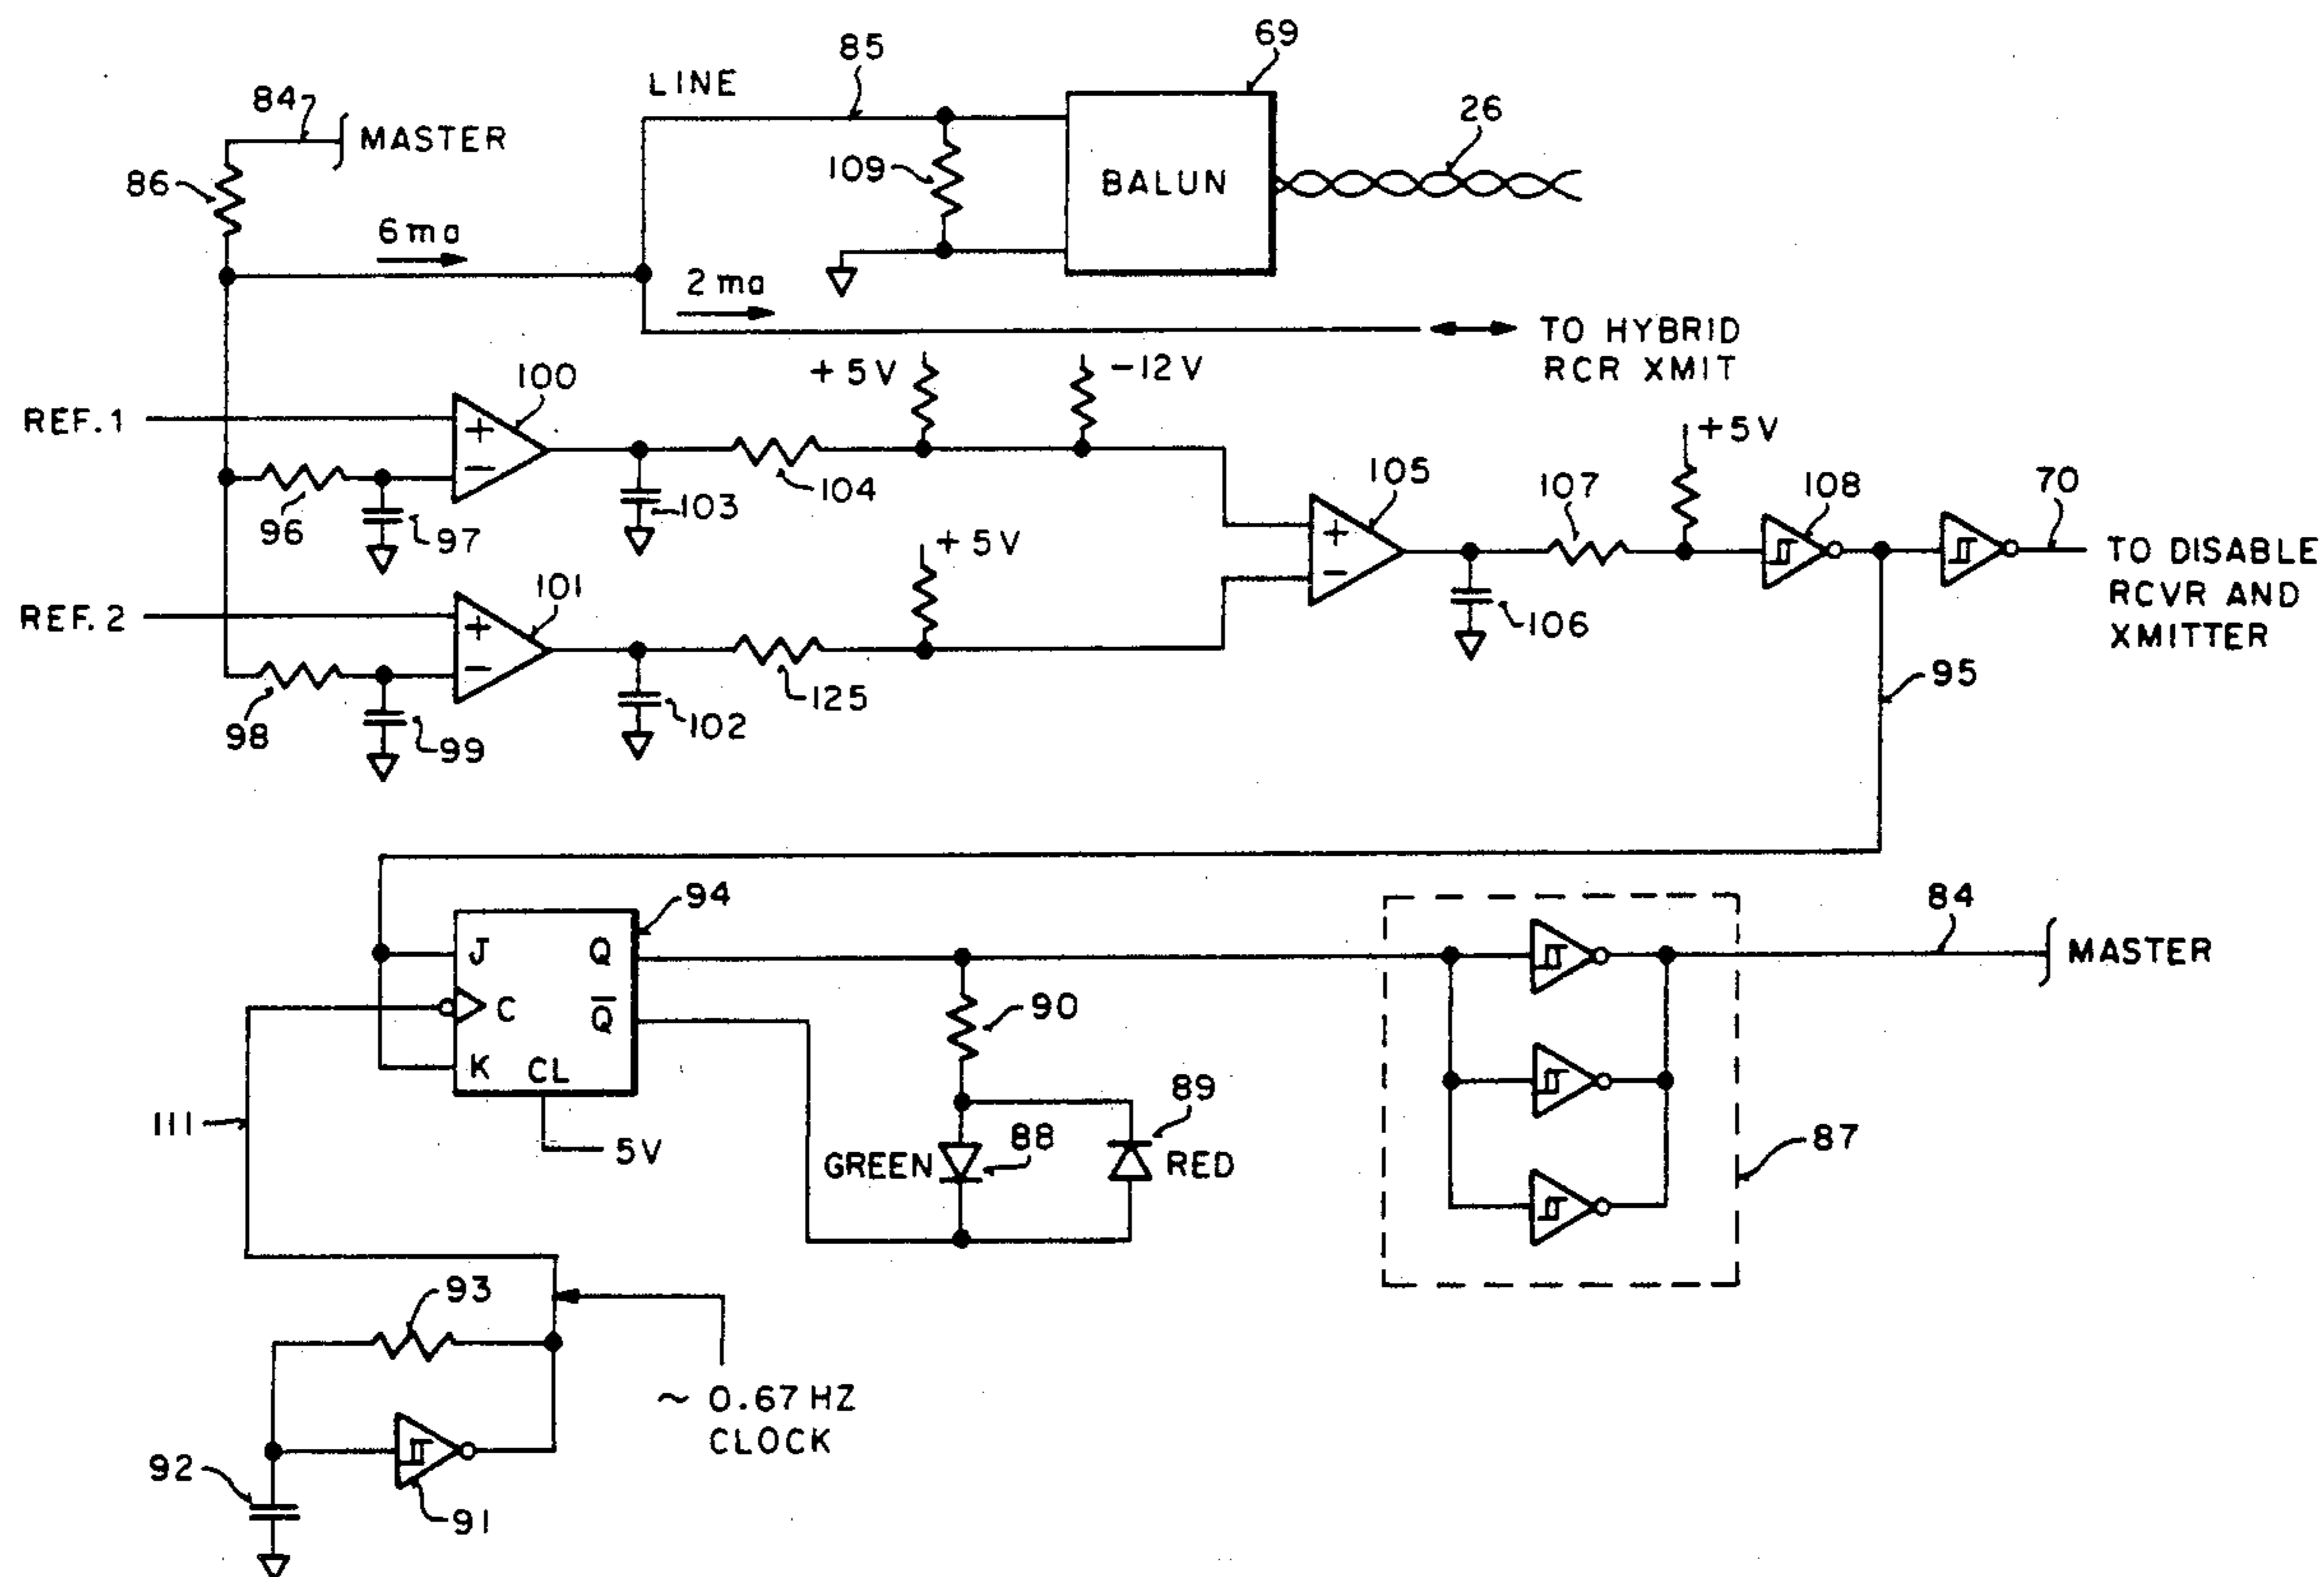 69
85
LINE
26
84
MASTER
109
BALUN
86
6 ma
2 ma
TO HYBRID
RCR XMIT
100
+5V
-12V
REF. 1
+
−
+5V
105
107
108
70
96
97
103
104
+5V
+
−
TO DISABLE
RCVR AND
XMITTER
101
REF. 2
+
−
106
95
98
99
102
125
94
84
J
Q
MASTER
C
Q̅
90
K
CL
89
111
5V
GREEN
88
RED
87
93
~ 0.67 HZ
CLOCK
92
91